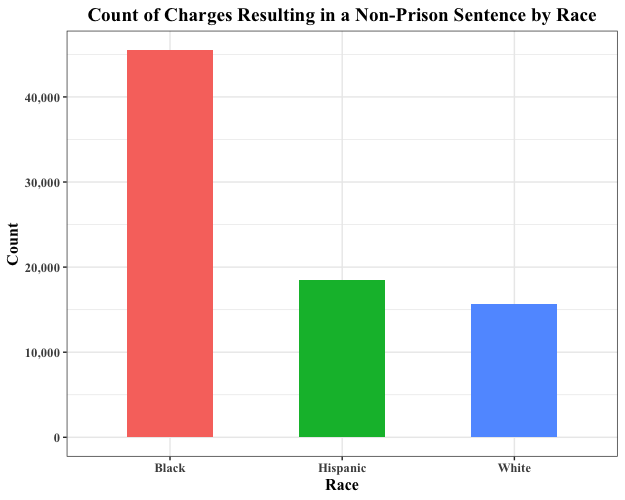 Count of Charges Resulting in a Non-Prison Sentence by Race
Count
40,000
30,000
20,000
10,000
0
Black Hispanic White
Race